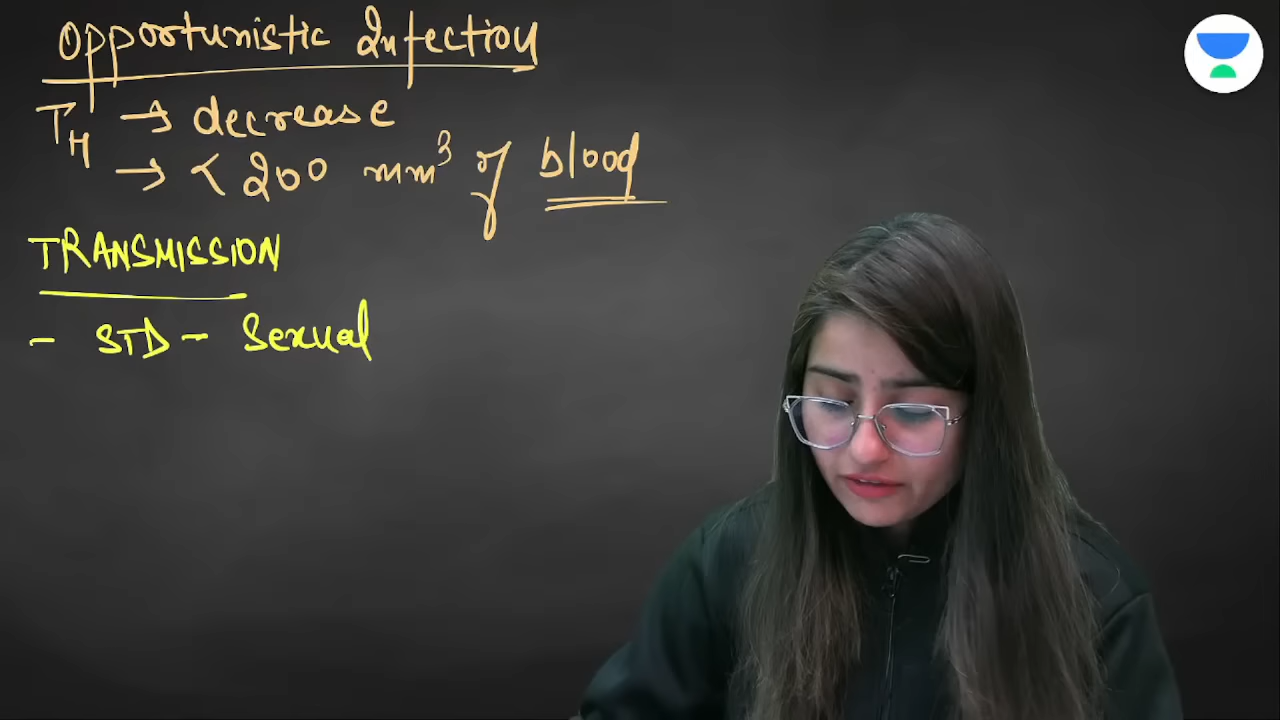 Opportunistic Infection
TH → decrease
→ < 200 mm³ of blood
TRANSMISSION
- STD - Sexual